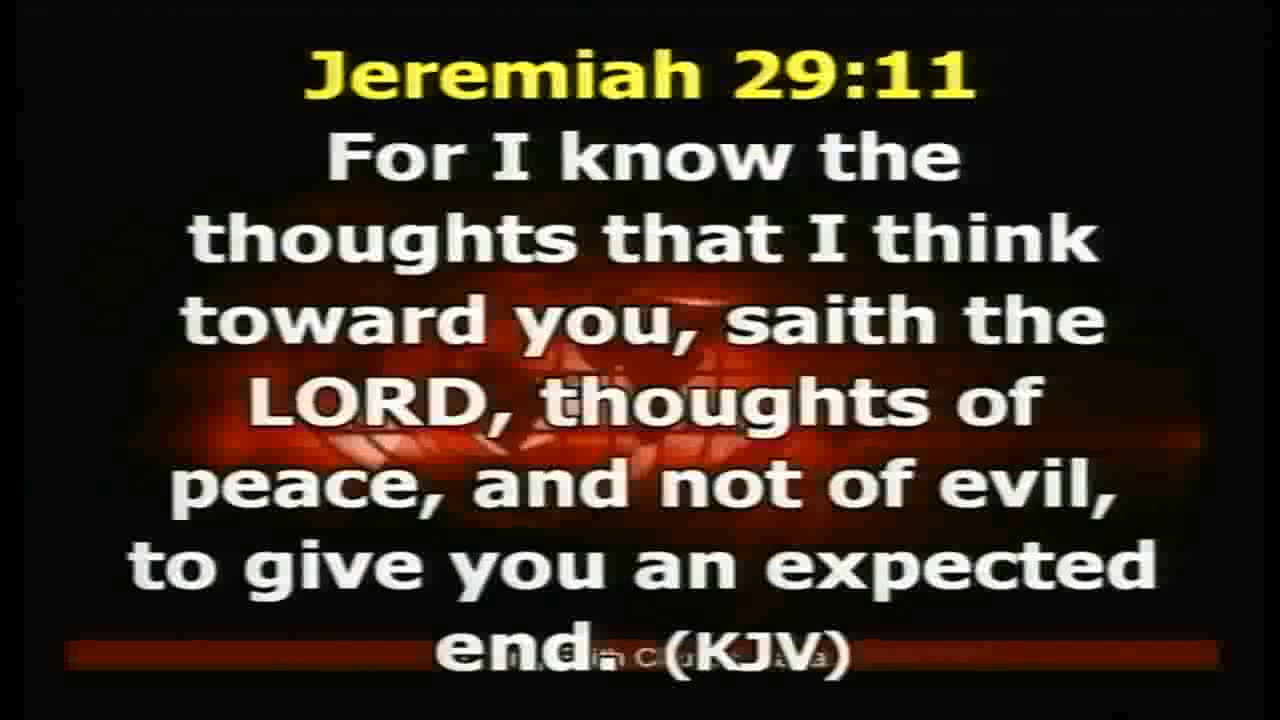 Jeremiah 29:11
For I know the
thoughts that I think
toward you, saith the
LORD, thoughts of
peace, and not of evil,
to give you an expected
end. (KJV)